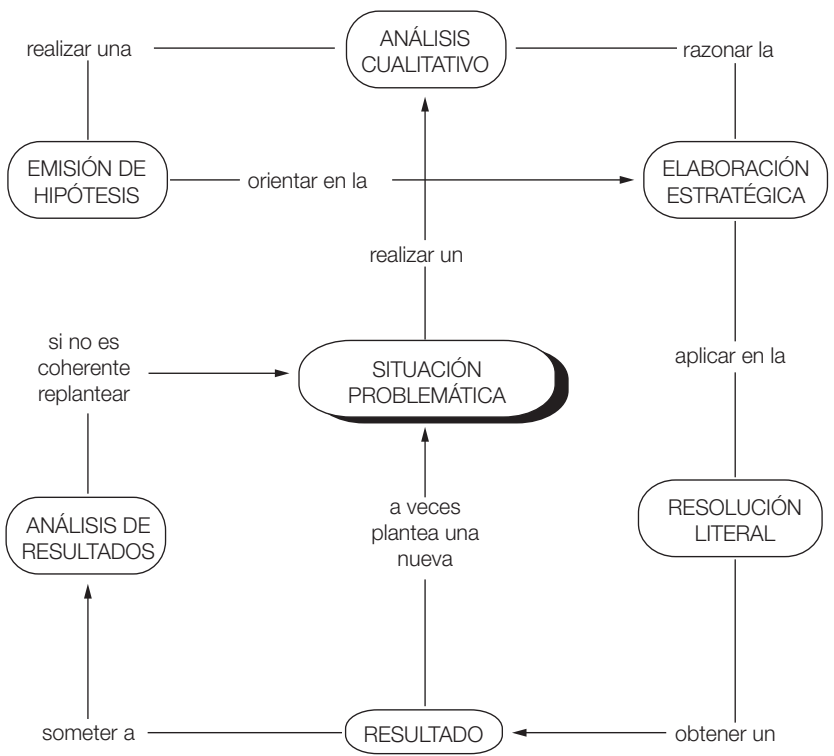 realizar una
ANÁLISIS
CUALITATIVO
razonar la
EMISIÓN DE
HIPÓTESIS
orientar en la
ELABORACIÓN
ESTRATÉGICA
realizar un
si no es
coherente
replantear
SITUACIÓN
PROBLEMÁTICA
aplicar en la
ANÁLISIS DE
RESULTADOS
a veces
plantea una
nueva
RESOLUCIÓN
LITERAL
someter a
RESULTADO
obtener un